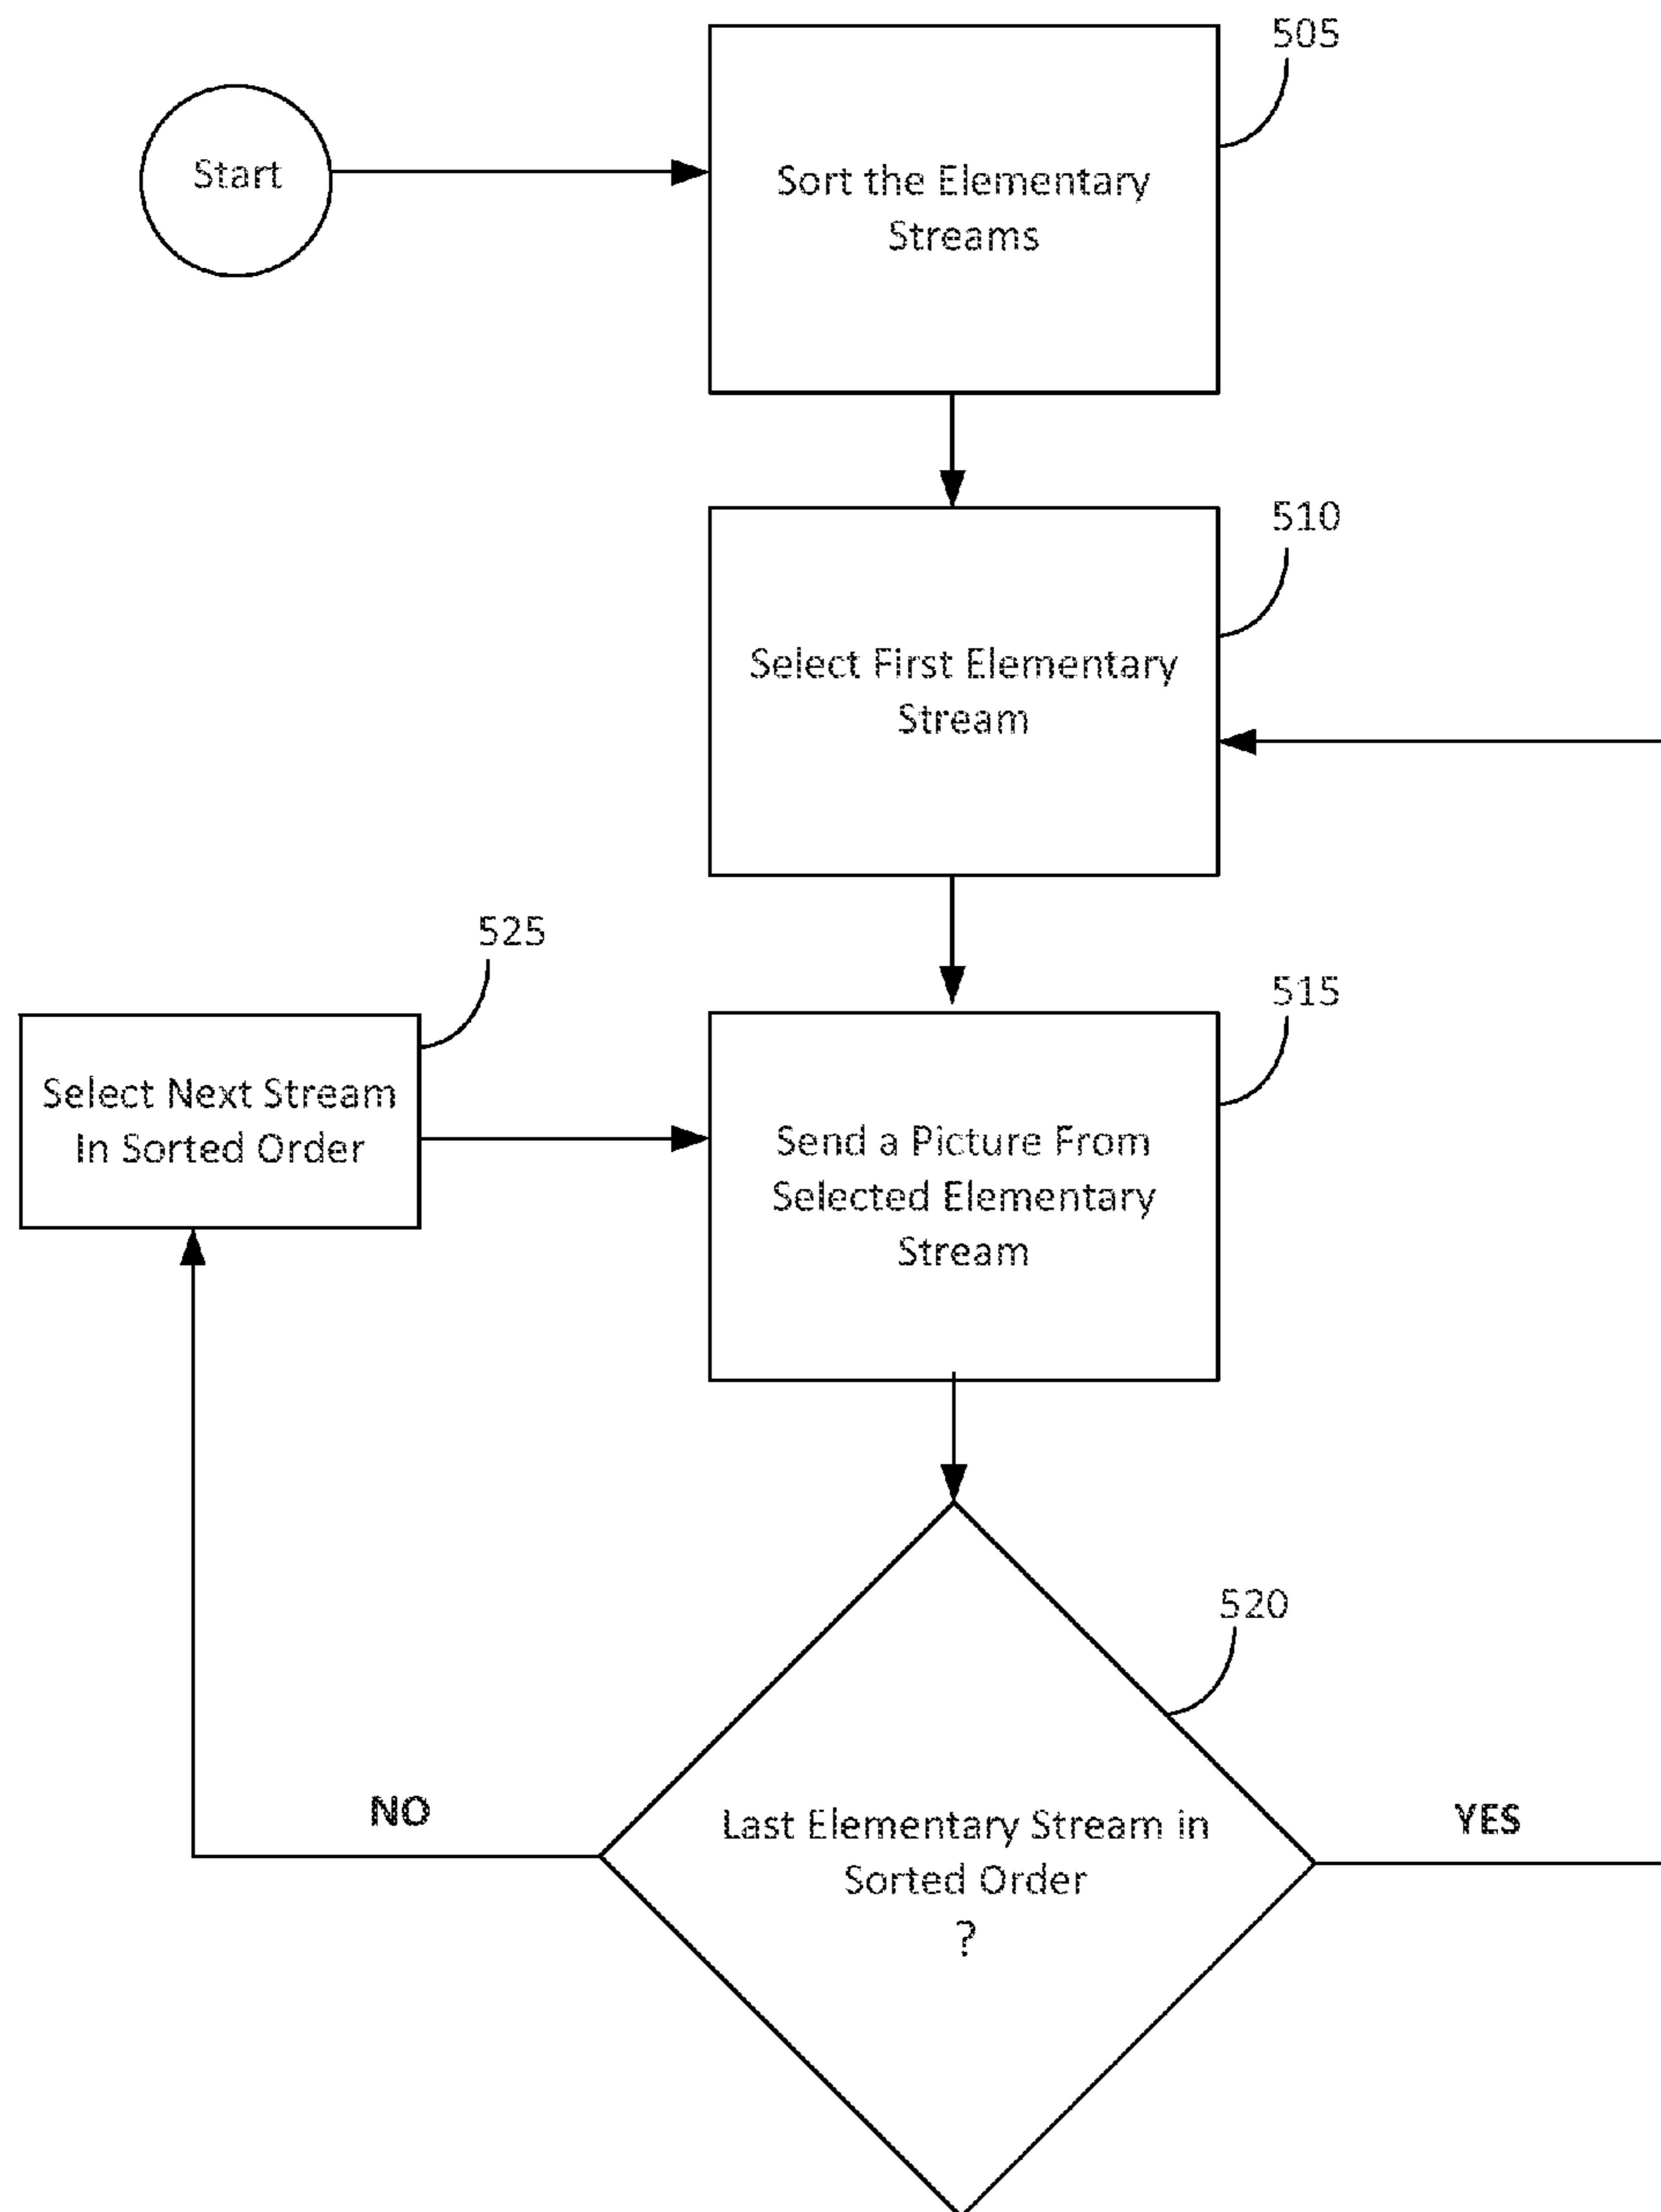 505
Start
Sort the Elementary
Streams
510
Select First Elementary
Stream
525
515
Select Next Stream
In Sorted Order
Send a Picture From
Selected Elementary
Stream
520
NO
YES
Last Elementary Stream in
Sorted Order
?